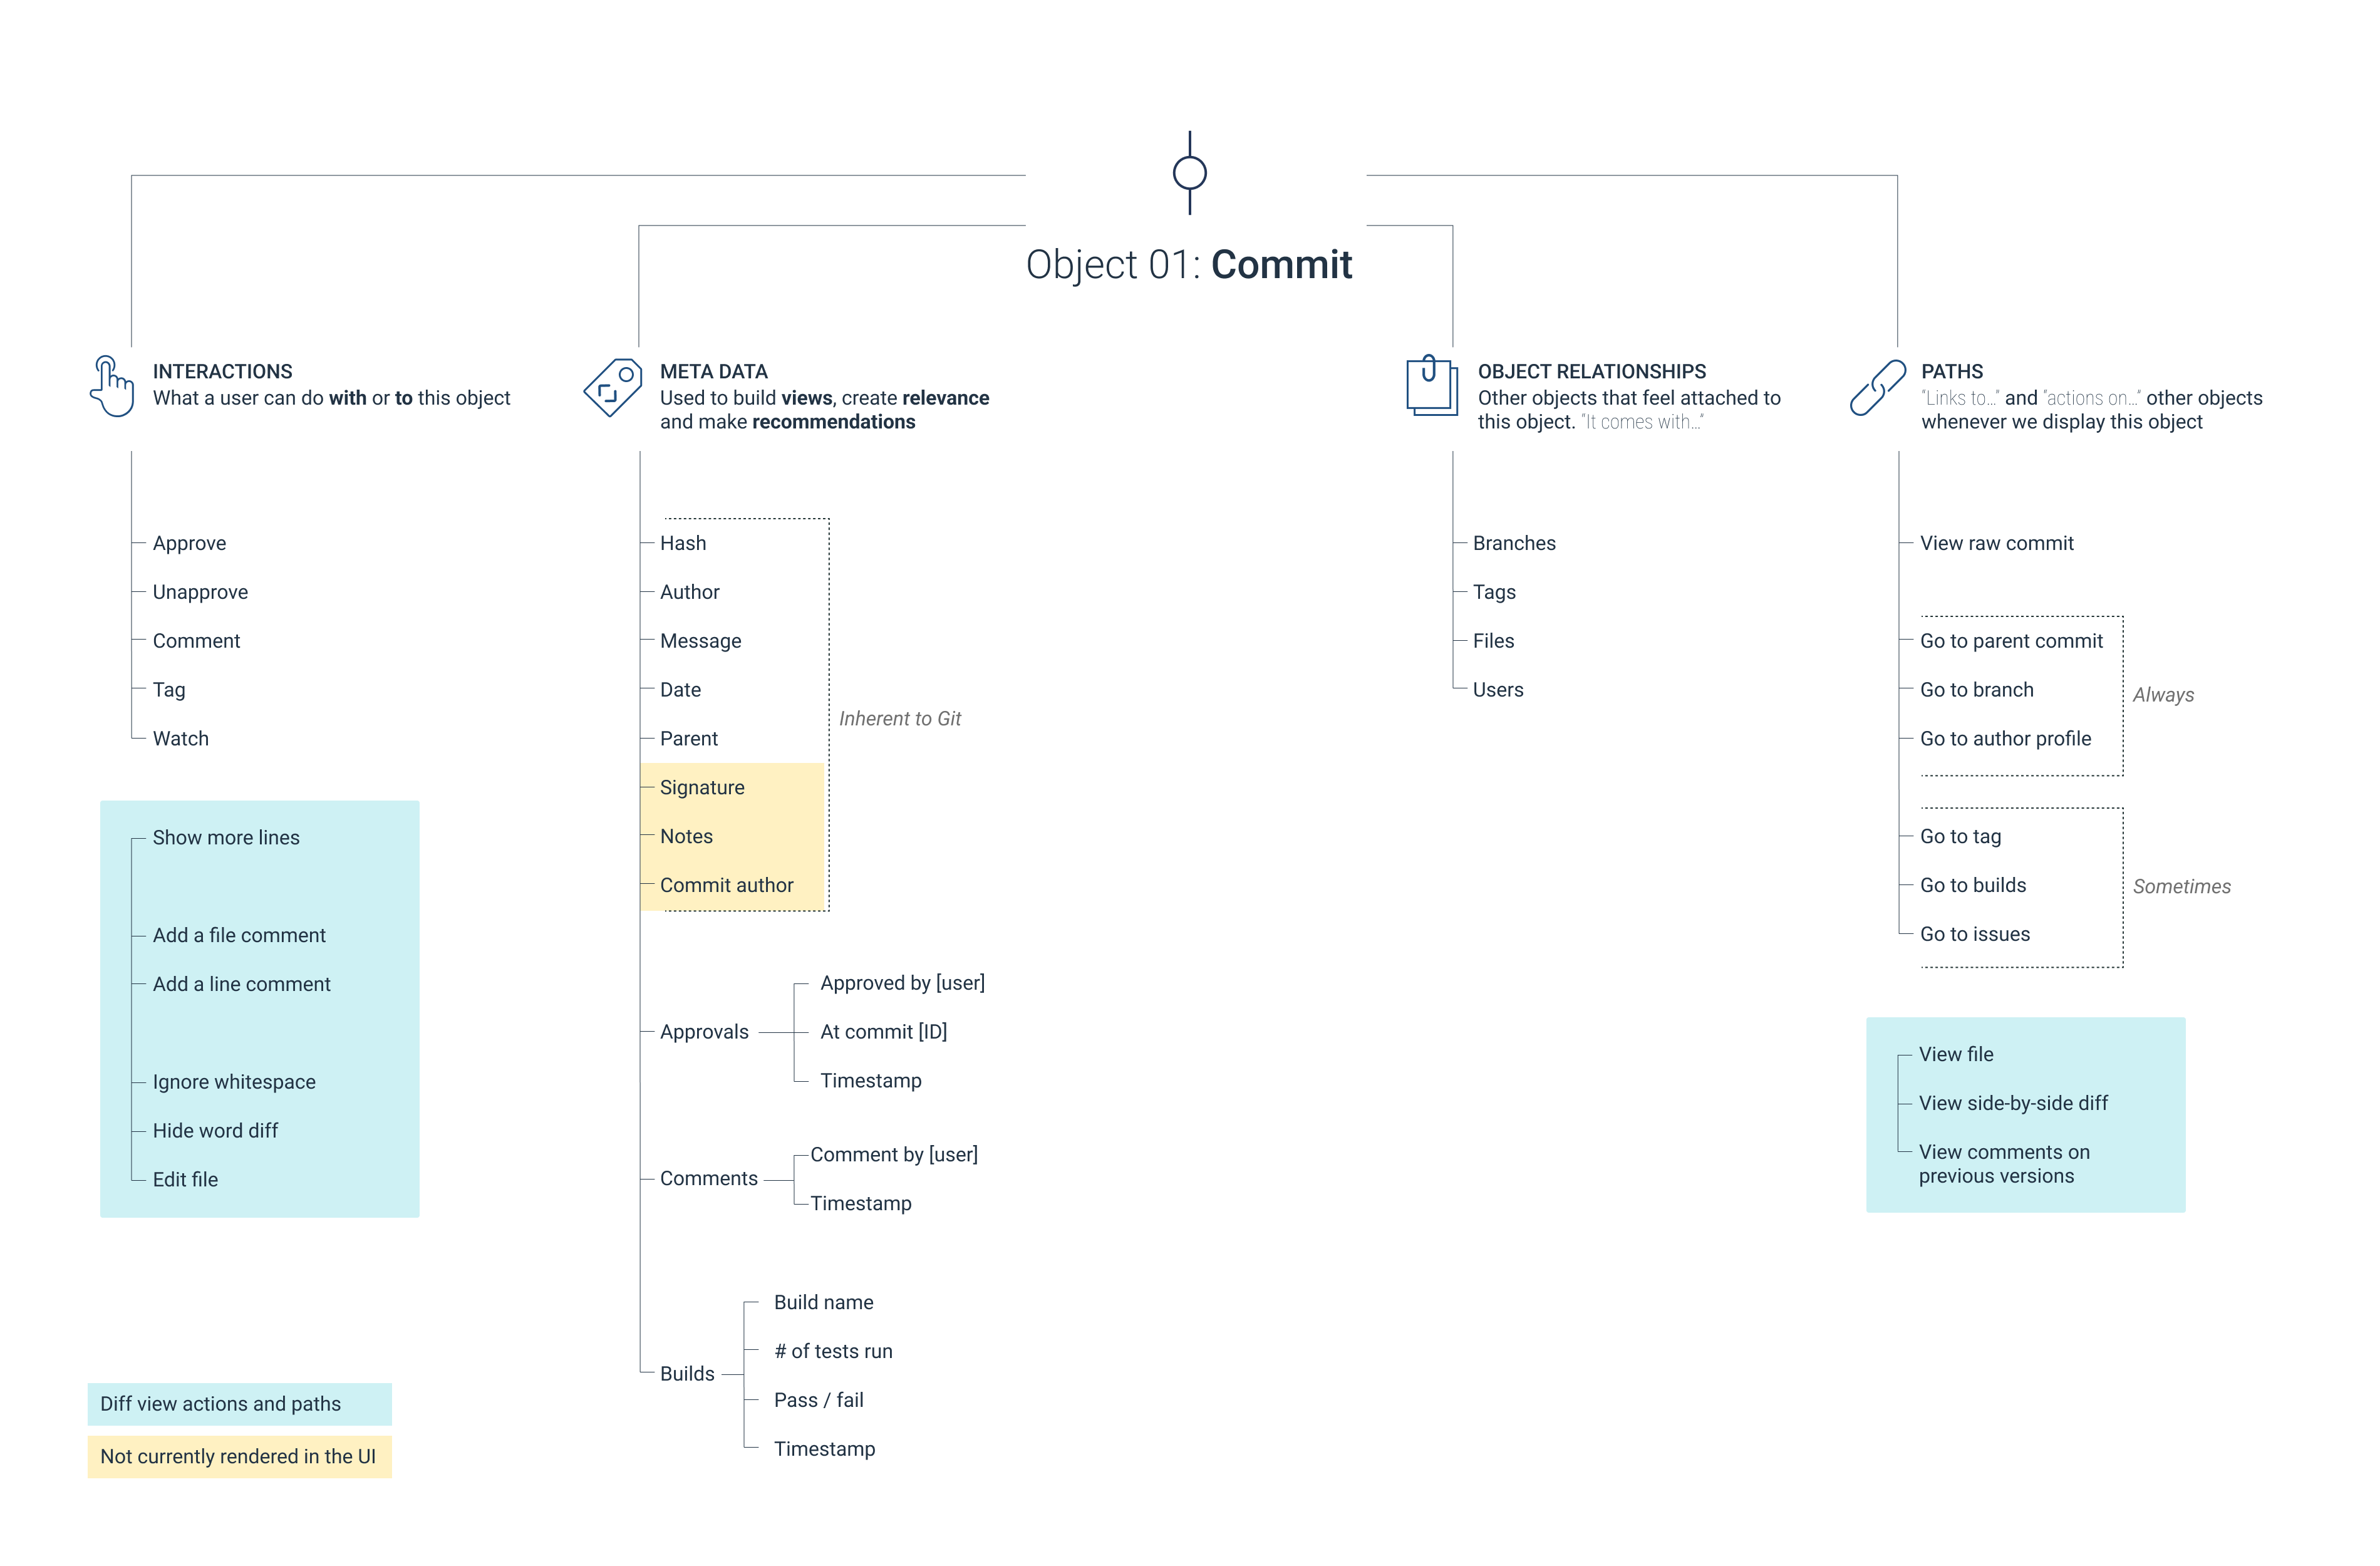 Object 01: Commit
INTERACTIONS
What a user can do with or to this object
Approve
Unapprove
Comment
Tag
Watch
Show more lines
Add a file comment
Add a line comment
Ignore whitespace
Hide word diff
Edit file
META DATA
Used to build views, create relevance
and make recommendations
Hash
Author
Message
Date
Parent
Signature
Notes
Commit author
Inherent to Git
Approvals
Approved by [user]
At commit [ID]
Timestamp
Comments
Comment by [user]
Timestamp
Builds
Build name
# of tests run
Pass / fail
Timestamp
OBJECT RELATIONSHIPS
Other objects that feel attached to
this object. "It comes with…"
Branches
Tags
Files
Users
PATHS
"Links to…" and "actions on…" other objects
whenever we display this object
View raw commit
Go to parent commit
Go to branch
Go to author profile
Always
Go to tag
Go to builds
Go to issues
Sometimes
View file
View side-by-side diff
View comments on
previous versions
Diff view actions and paths
Not currently rendered in the UI